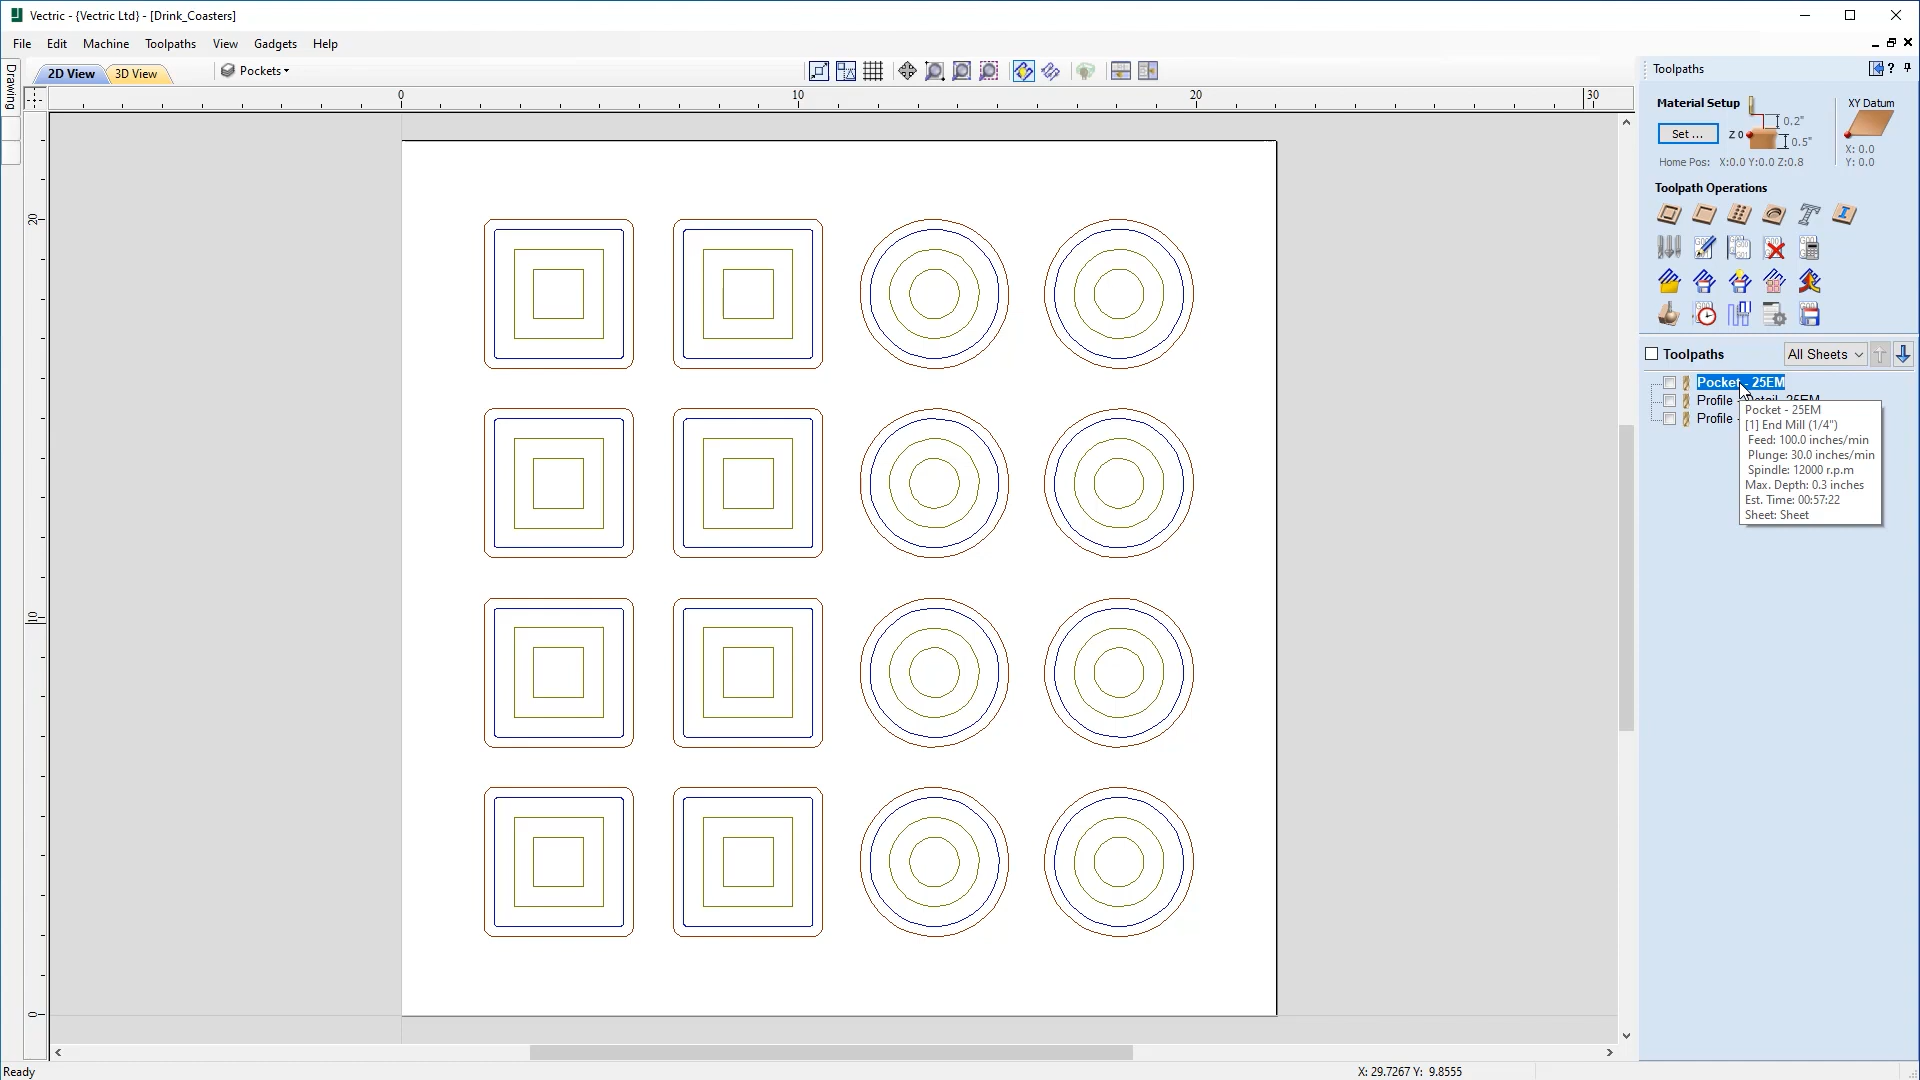 Vectric - {Vectric Ltd} - [Drink_Coasters]
File Edit Machine Toolpaths View Gadgets Help
Drawing
2D View 3D View Pockets
Toolpaths
0 10 20 30
20
10
0
Material Setup
Set ...
Z 0
0.2"
0.5"
XY Datum
X: 0.0
Y: 0.0
Home Pos: X:0.0 Y:0.0 Z:0.8
Toolpath Operations
Toolpaths All Sheets
Pocket - 25EM
Profile - Detail 25EM
Profile -
Pocket - 25EM
[1] End Mill (1/4")
Feed: 100.0 inches/min
Plunge: 30.0 inches/min
Spindle: 12000 r.p.m
Max. Depth: 0.3 inches
Est. Time: 00:57:22
Sheet: Sheet
Ready
X: 29.7267 Y: 9.8555